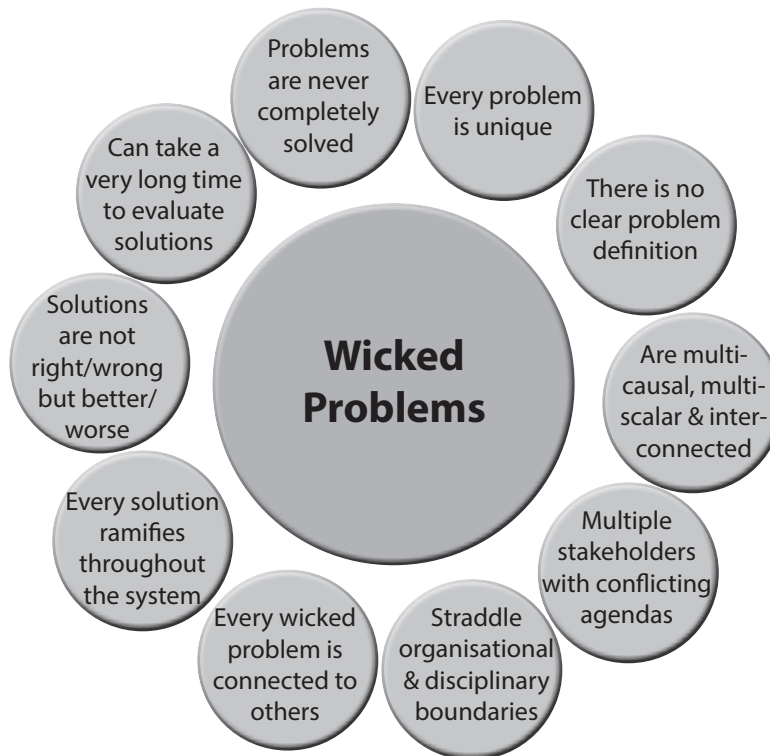 Problems
are never
completely
solved
Every problem
is unique
There is no
clear problem
definition
Are multi-
causal, multi-
scalar & inter-
connected
Multiple
stakeholders
with conflicting
agendas
Straddle
organisational
& disciplinary
boundaries
Every wicked
problem is
connected to
others
Every solution
ramifies
throughout
the system
Solutions
are not
right/wrong
but better/
worse
Can take a
very long time
to evaluate
solutions
Wicked
Problems